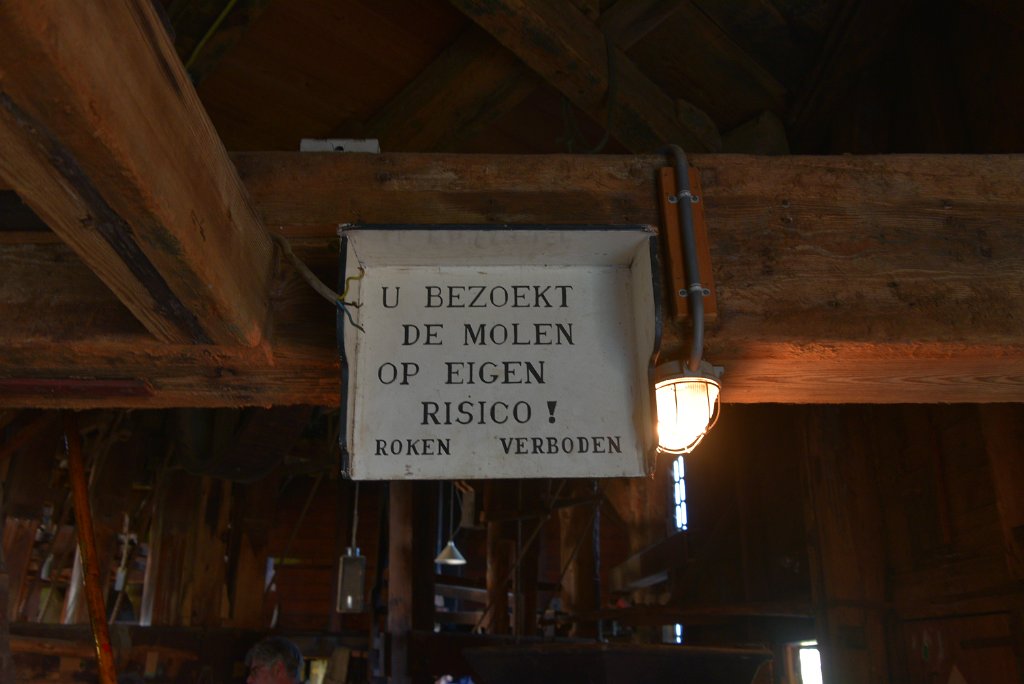 U BEZOEKT
DE MOLEN
OP EIGEN
RISICO!
ROKEN VERBODEN